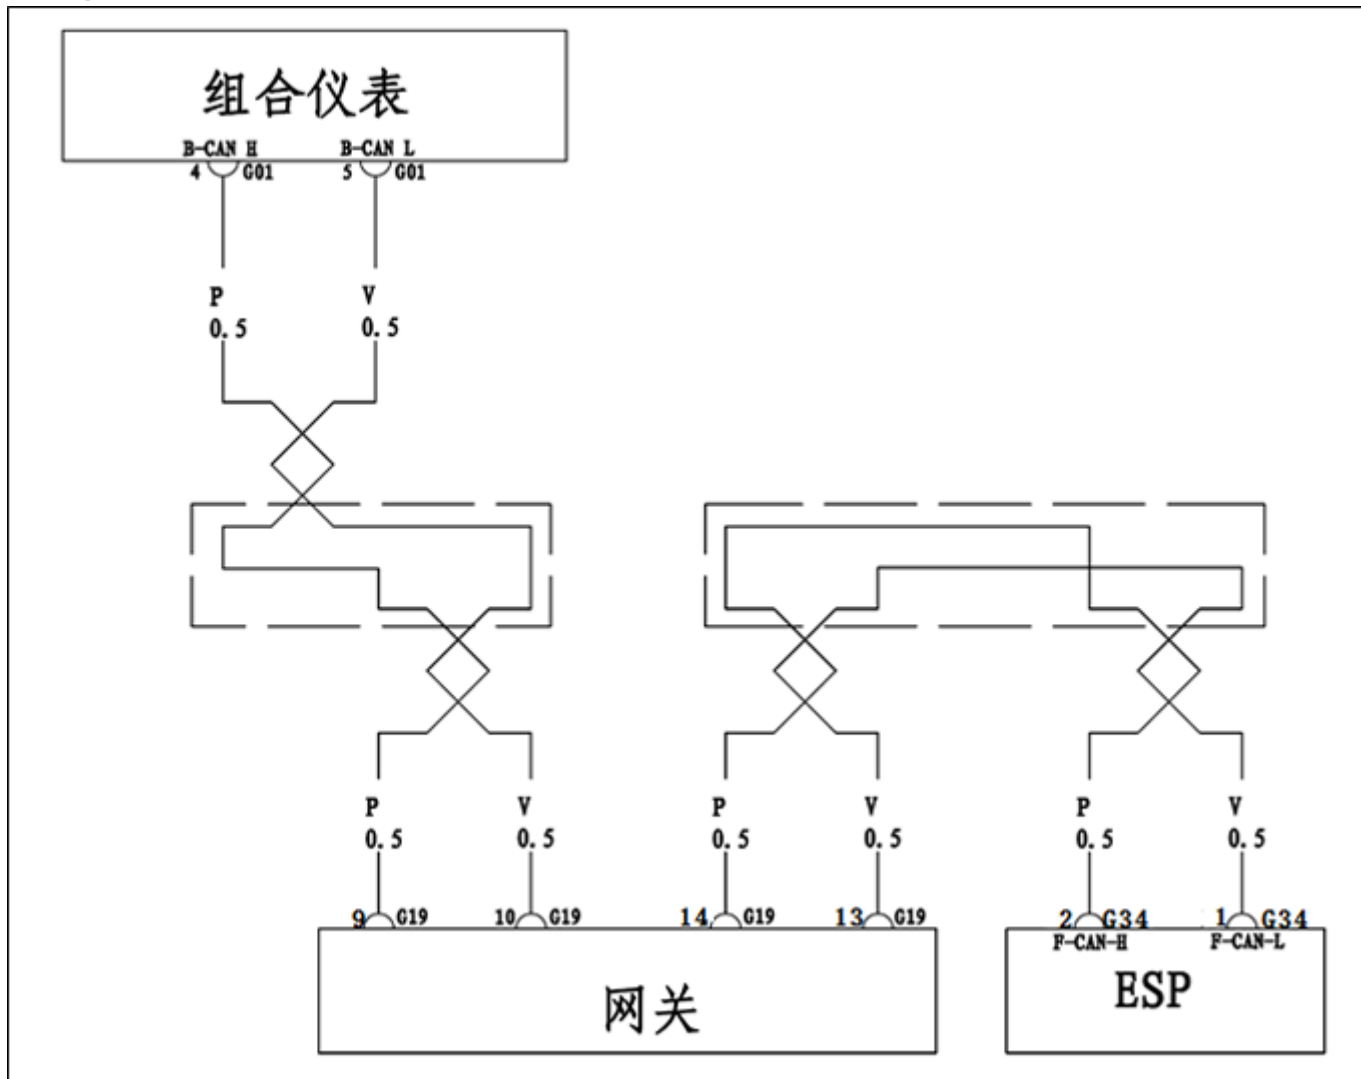 组合仪表
B-CAN H B-CAN L
4 G01 5 G01
P V
0.5 0.5
P V P V P V
0.5 0.5 0.5 0.5 0.5 0.5
9 G19 10 G19 14 G19 13 G19 2 G34 1 G34
F-CAN-H F-CAN-L
网关 ESP